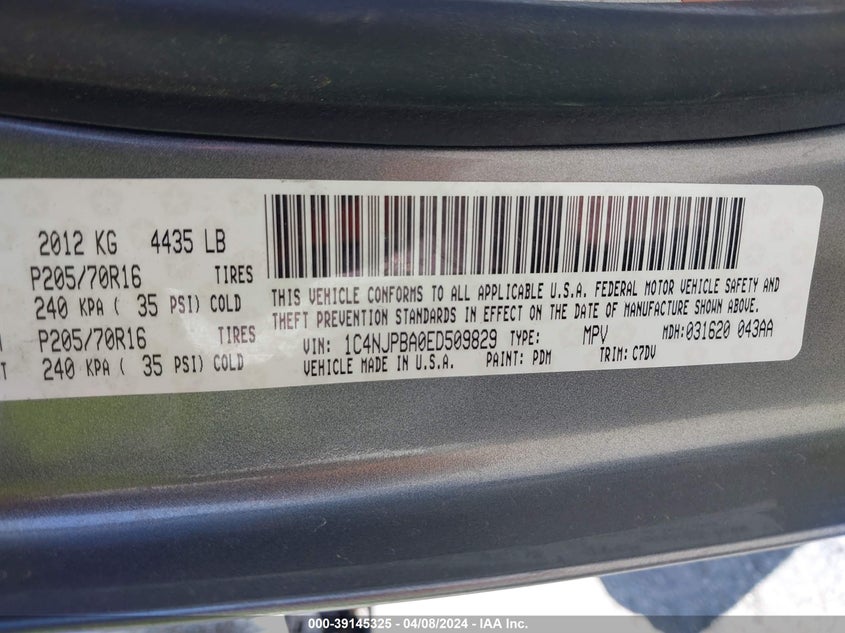 2012 KG 4435 LB
P205/70R16 TIRES
240 KPA ( 35 PSI) COLD
P205/70R16 TIRES
240 KPA ( 35 PSI) COLD
THIS VEHICLE CONFORMS TO ALL APPLICABLE U.S.A. FEDERAL MOTOR VEHICLE SAFETY AND
THEFT PREVENTION STANDARDS IN EFFECT ON THE DATE OF MANUFACTURE SHOWN ABOVE.
VIN: 1C4NJPBA0ED509829 TYPE: MPV MDH:031620 043AA
VEHICLE MADE IN U.S.A. PAINT: PDM TRIM: C7DV
000-39145325 - 04/08/2024 - IAA Inc.